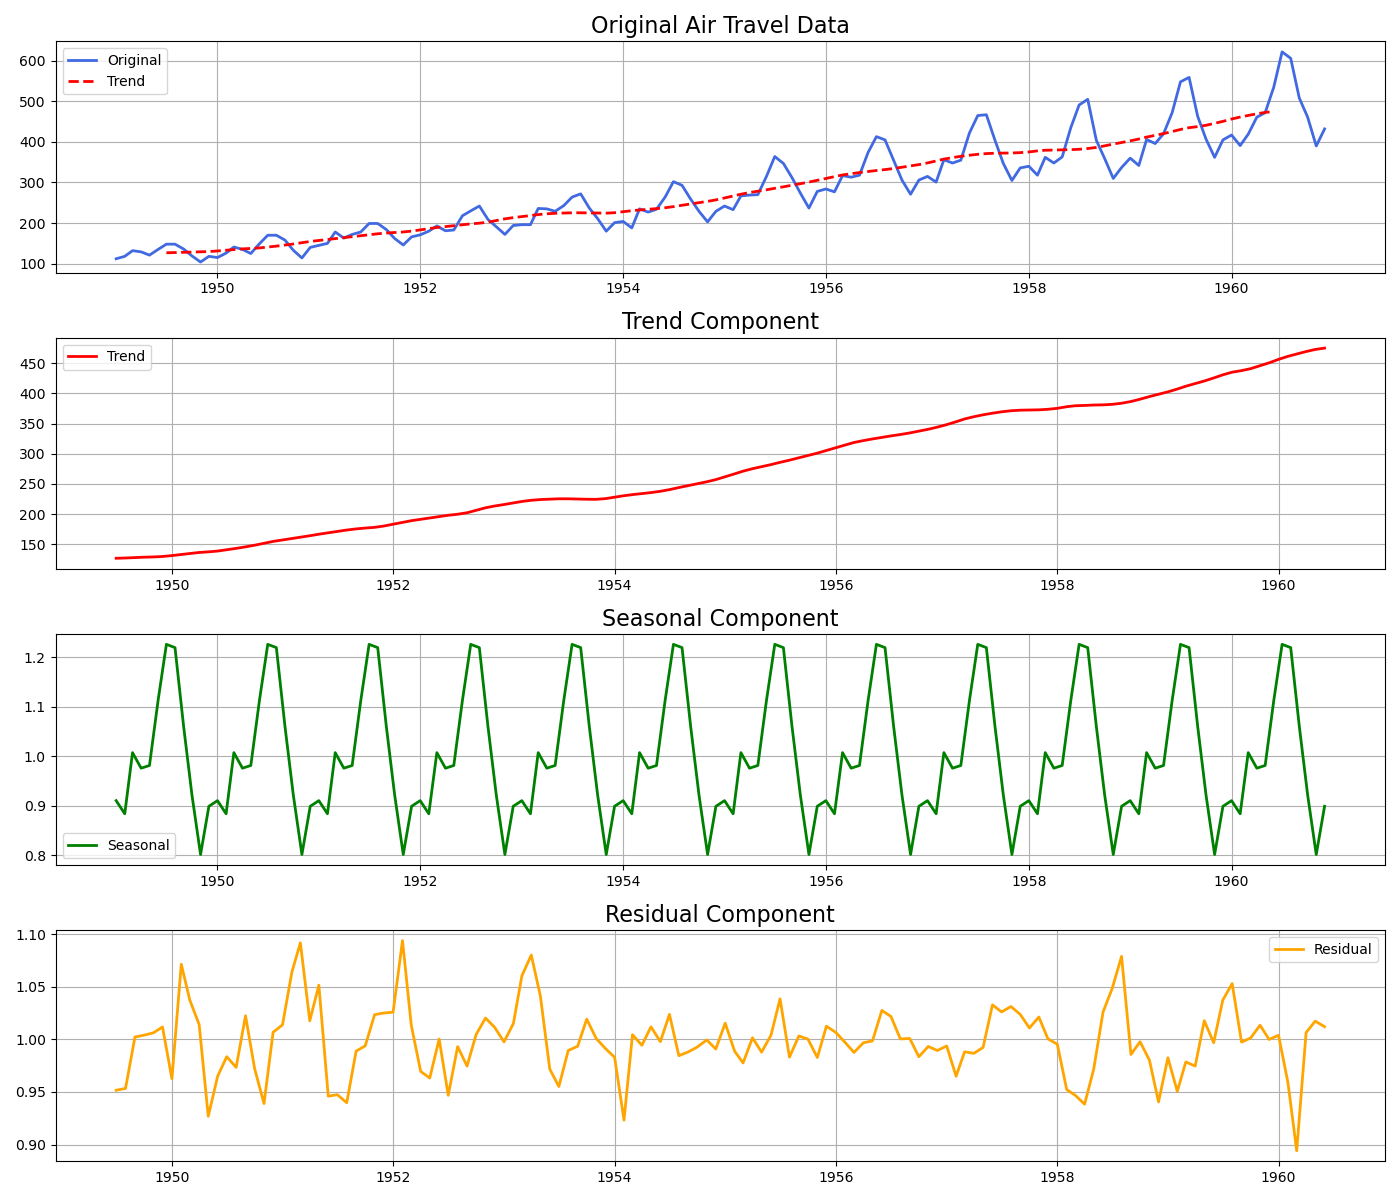 Original Air Travel Data
Original
Trend
600
500
400
300
200
100
1950 1952 1954 1956 1958 1960
Trend Component
Trend
450
400
350
300
250
200
150
1950 1952 1954 1956 1958 1960
Seasonal Component
1.2
1.1
1.0
0.9
0.8
Seasonal
1950 1952 1954 1956 1958 1960
Residual Component
Residual
1.10
1.05
1.00
0.95
0.90
1950 1952 1954 1956 1958 1960